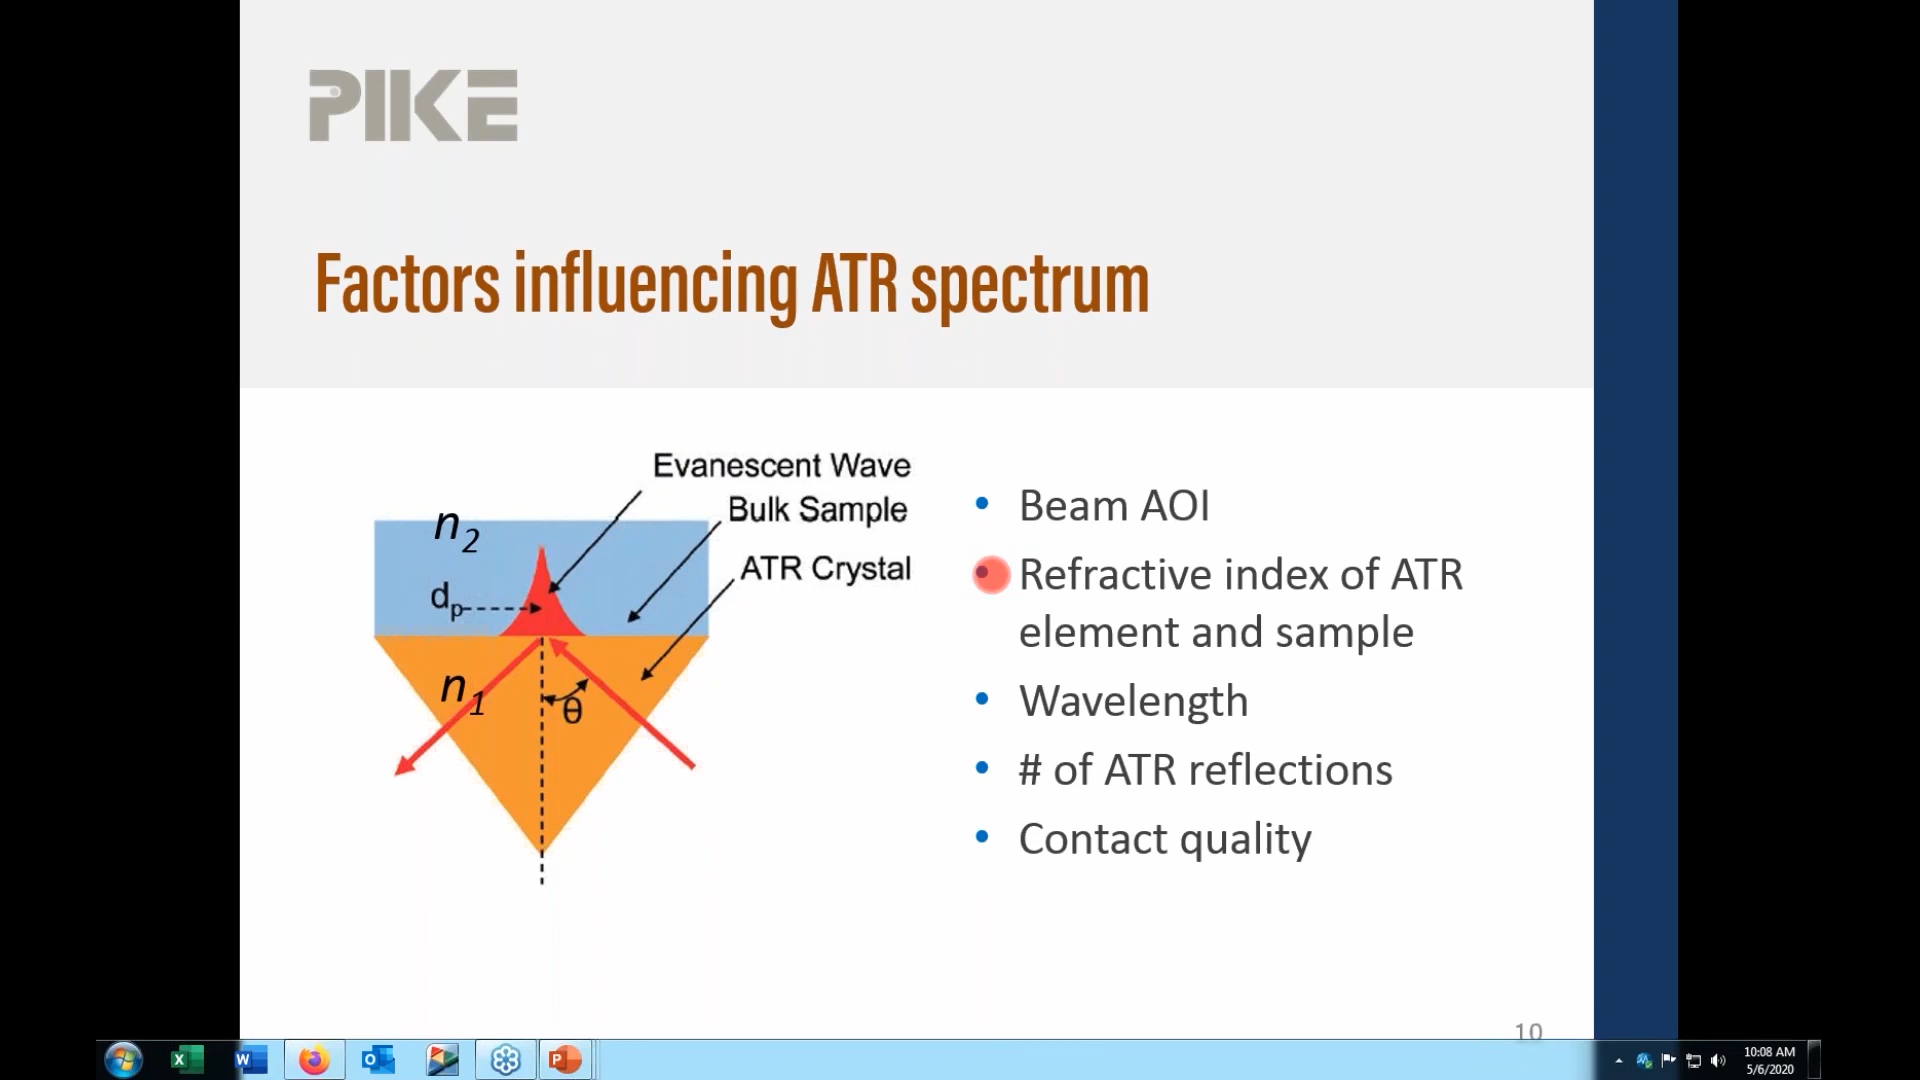 PIKE
Factors influencing ATR spectrum
Evanescent Wave
Bulk Sample
ATR Crystal
n2
dp
n1
θ
• Beam AOI
• Refractive index of ATR
element and sample
• Wavelength
• # of ATR reflections
• Contact quality
10
10:08 AM
5/6/2020